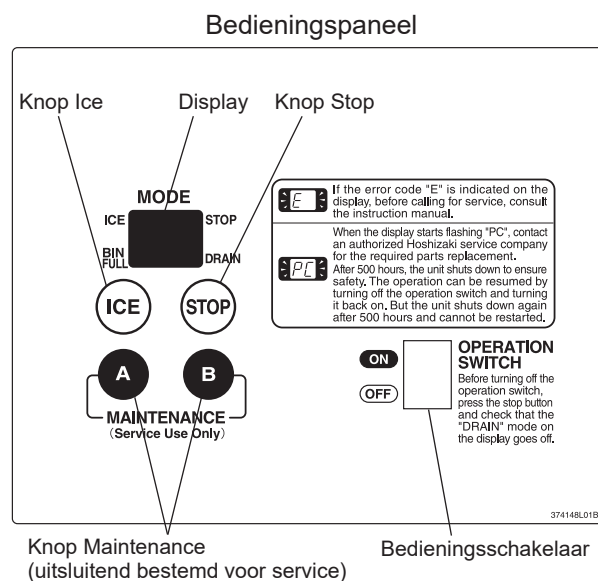 Bedieningspaneel
Knop Ice
Display
Knop Stop
MODE
ICE
STOP
BIN
FULL
DRAIN
ICE
STOP
A
B
MAINTENANCE
(Service Use Only)
E
If the error code "E" is indicated on the
display, before calling for service, consult
the instruction manual.
PC
When the display starts flashing "PC", contact
an authorized Hoshizaki service company
for the required parts replacement.
After 500 hours, the unit shuts down to ensure
safety. The operation can be resumed by
turning off the operation switch and turning
it back on. But the unit shuts down again
after 500 hours and cannot be restarted.
ON
OFF
OPERATION
SWITCH
Before turning off the
operation switch,
press the stop button
and check that the
"DRAIN" mode on
the display goes off.
374148L01B
Knop Maintenance
(uitsluitend bestemd voor service)
Bedieningsschakelaar